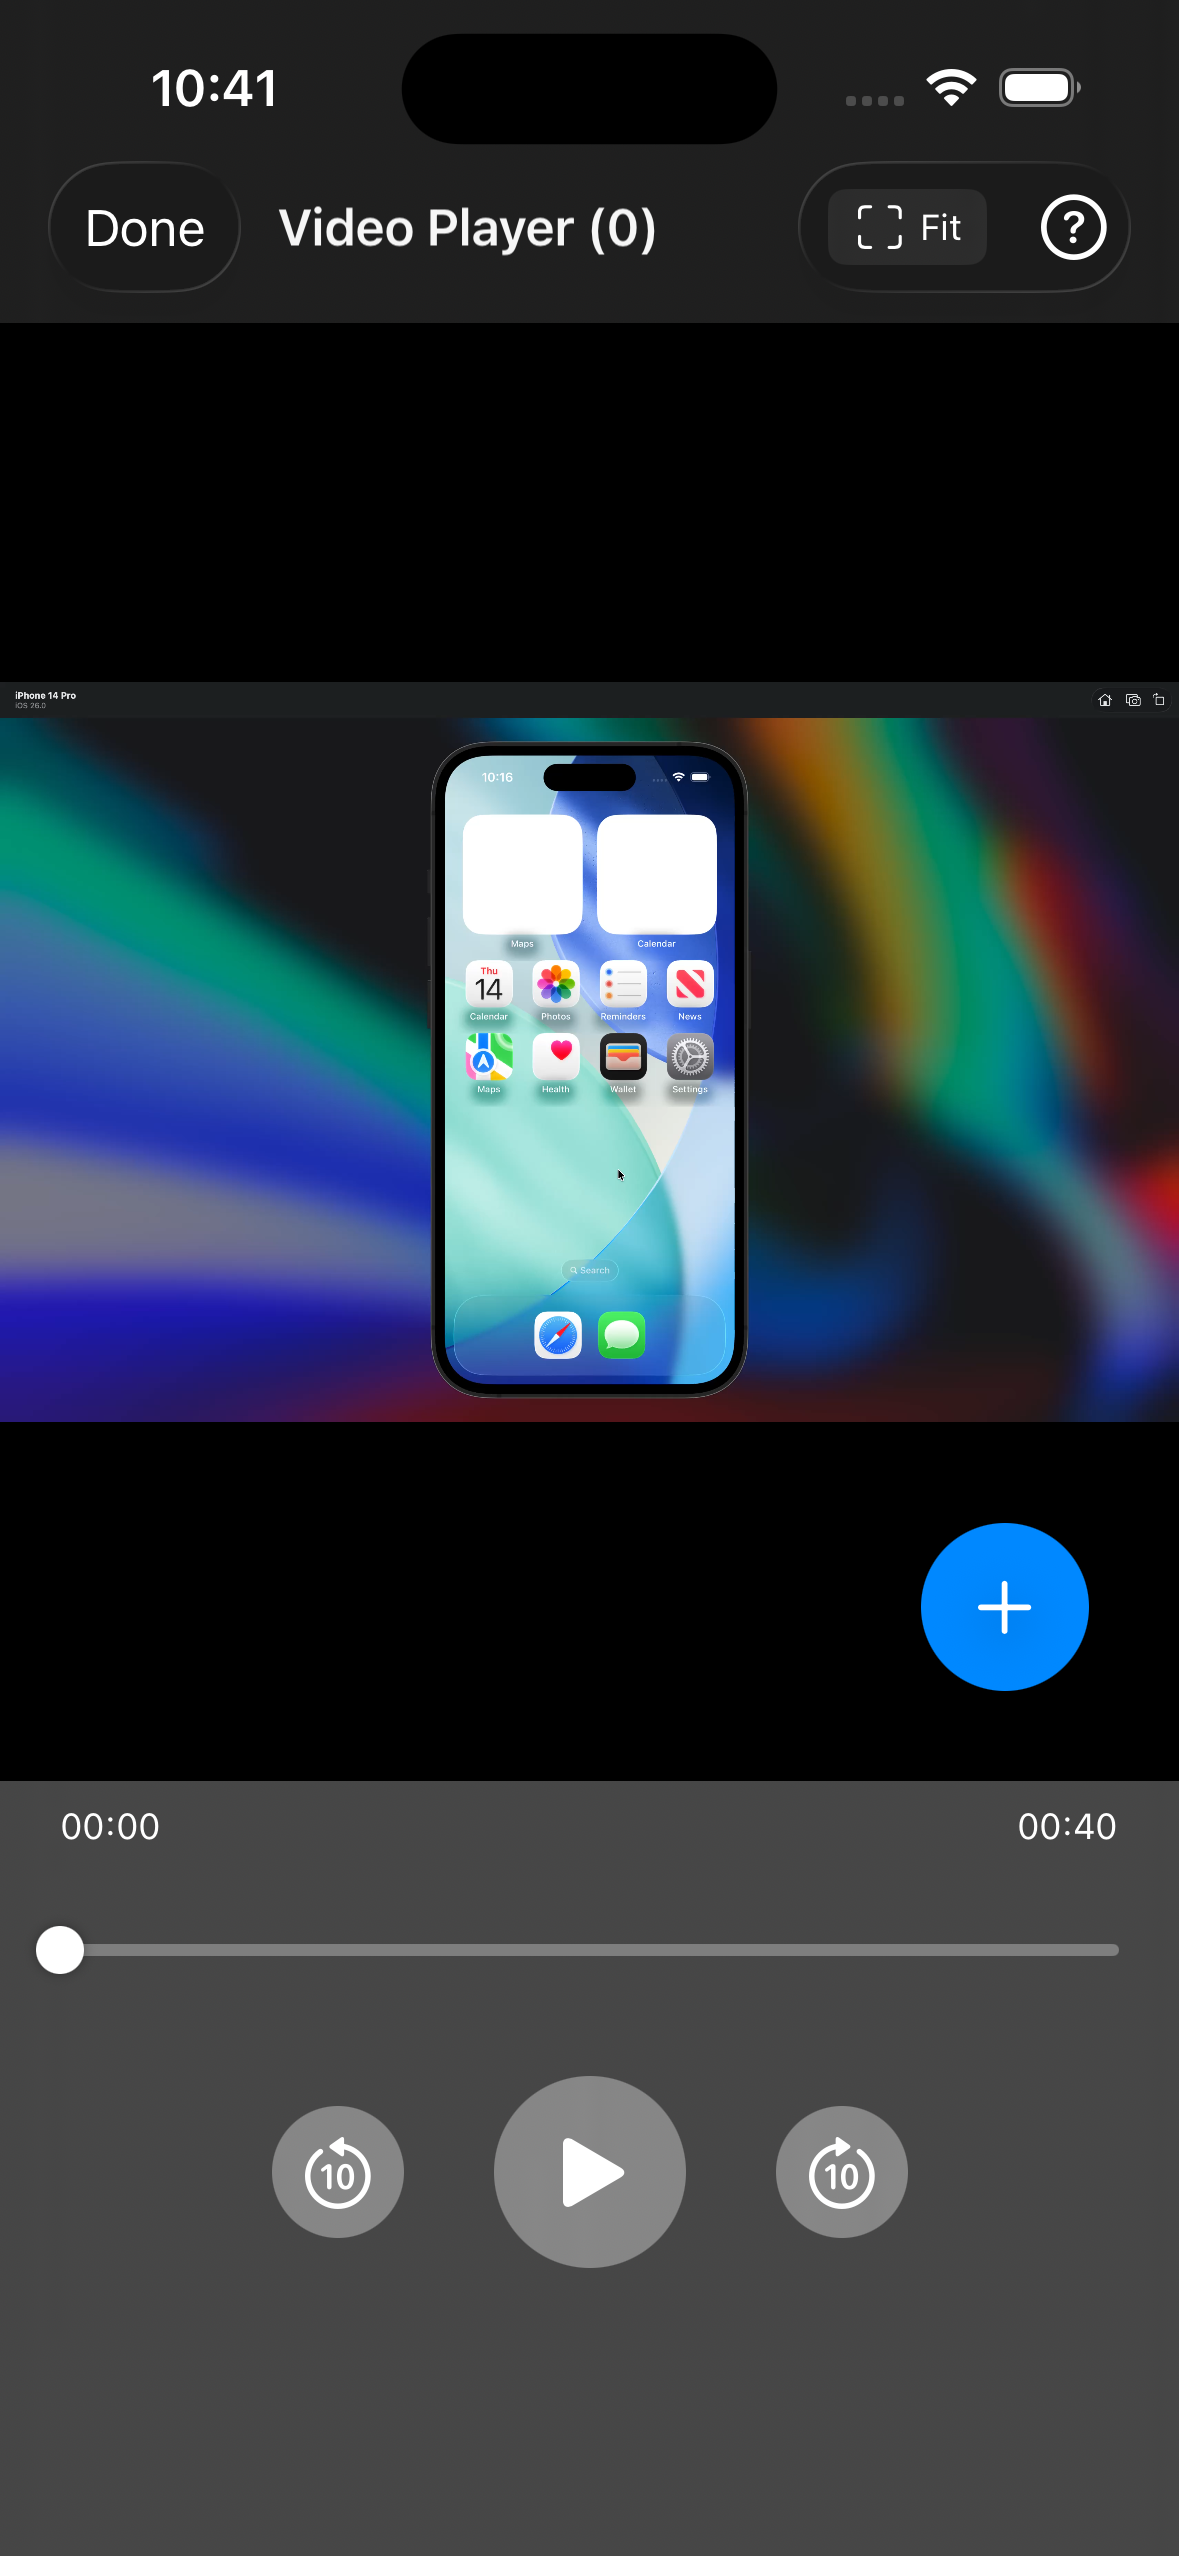 10:41
Done
Video Player (0)
Fit
?
iPhone 14 Pro
iOS 26.0
10:16
Maps
Calendar
Thu
14
Calendar
Photos
Reminders
News
Maps
Health
Wallet
Settings
Search
00:00
00:40
10
10